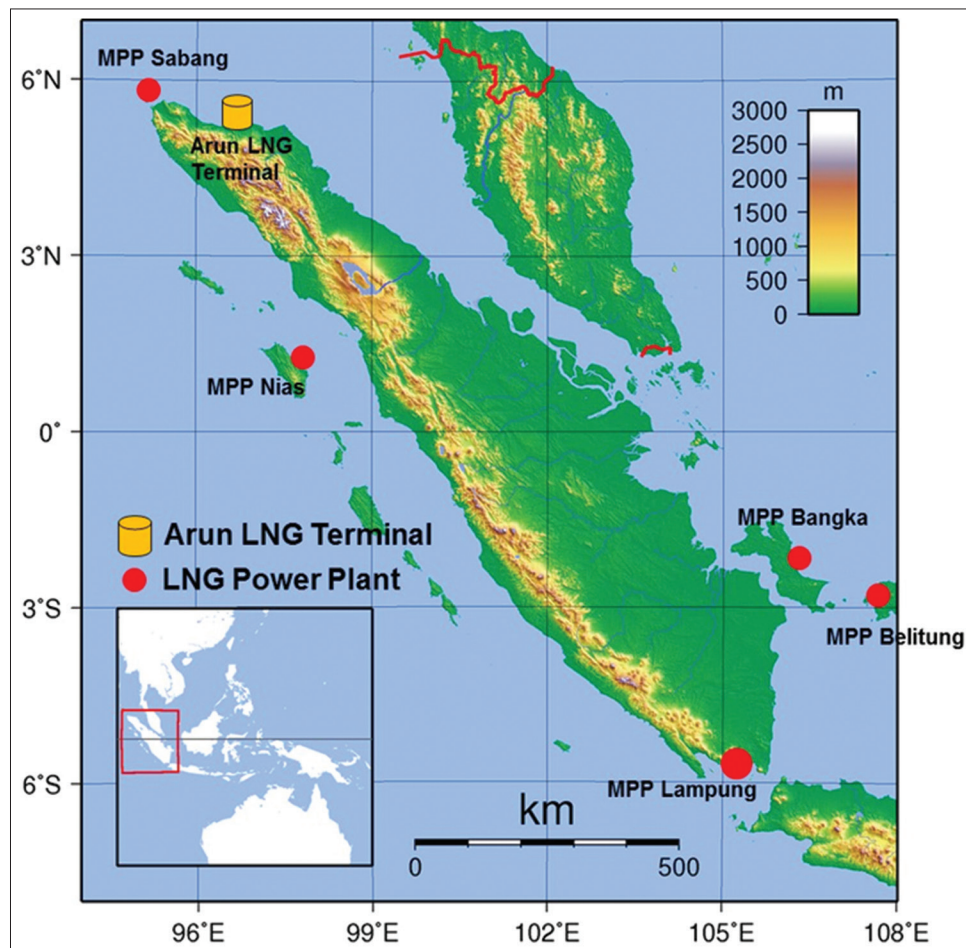 MPP Sabang
6°N
Arun LNG
Terminal
m
3000
2500
2000
1500
1000
500
0
3°N
MPP Nias
0°
MPP Bangka
Arun LNG Terminal
LNG Power Plant
3°S
MPP Belitung
MPP Lampung
6°S
km
0
500
96°E
99°E
102°E
105°E
108°E